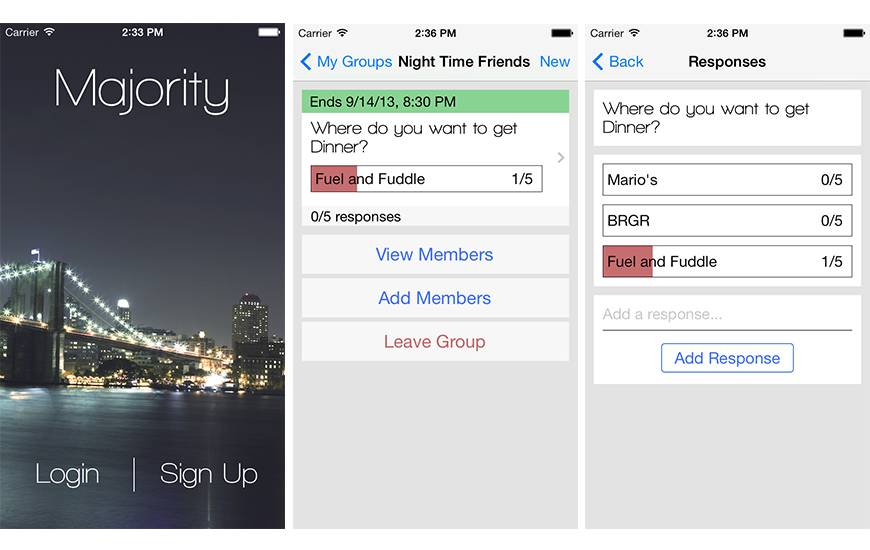 Carrier 2:33 PM
Majority
Login | Sign Up
Carrier 2:36 PM
My Groups Night Time Friends New
Ends 9/14/13, 8:30 PM
Where do you want to get
Dinner?
Fuel and Fuddle 1/5
0/5 responses
View Members
Add Members
Leave Group
Carrier 2:36 PM
Back Responses
Where do you want to get
Dinner?
Mario's 0/5
BRGR 0/5
Fuel and Fuddle 1/5
Add a response...
Add Response